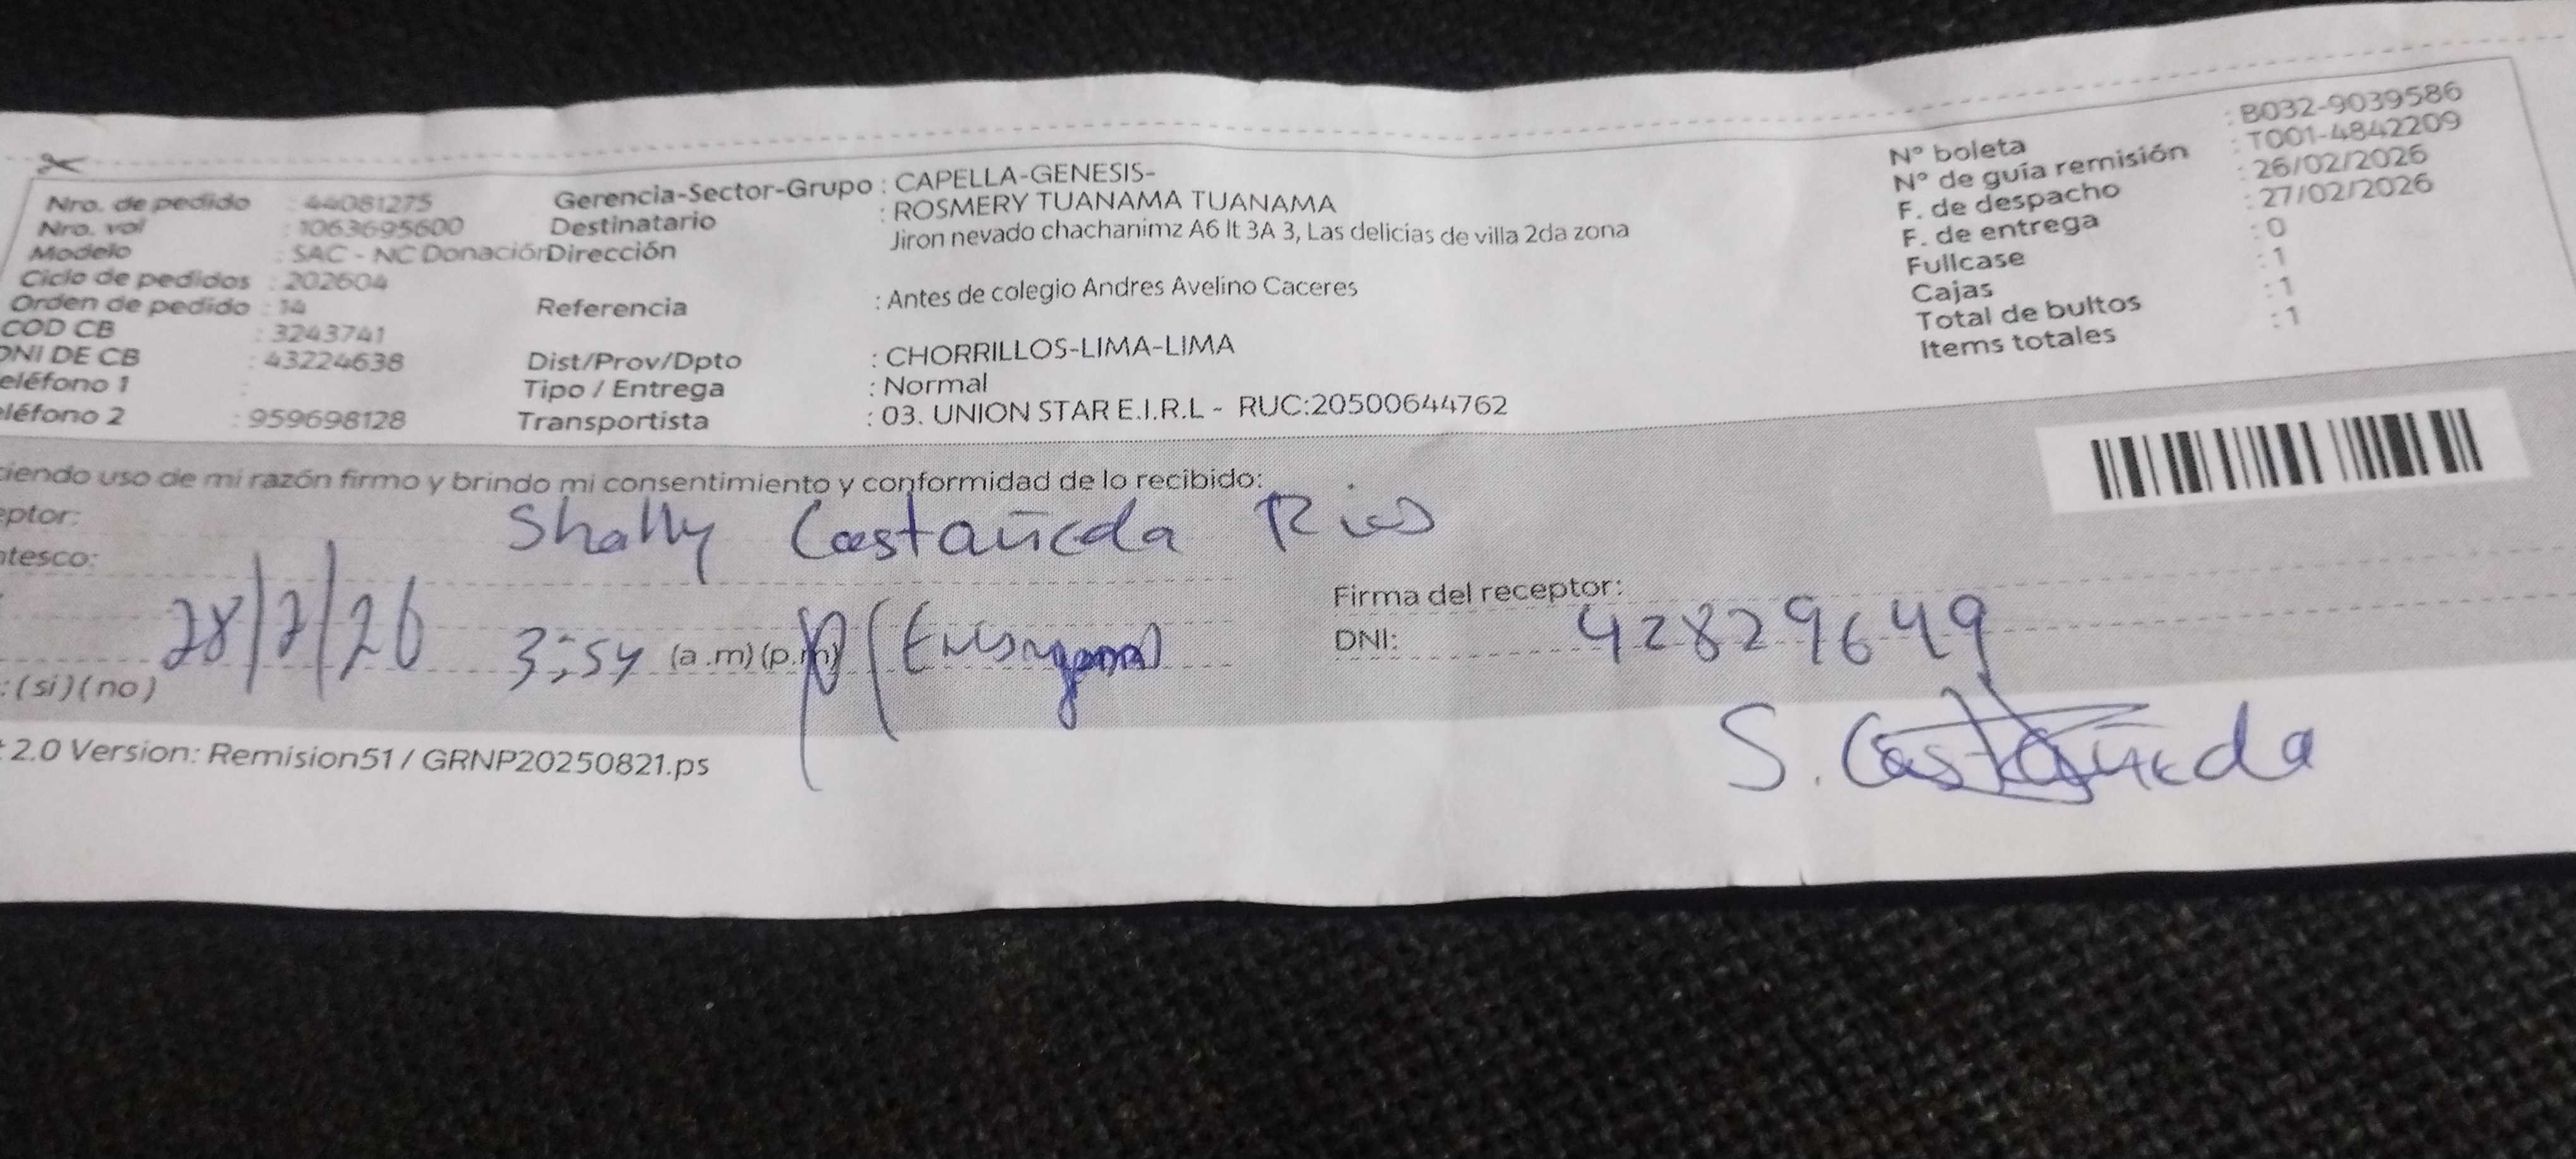 Nro. de pedido : 44081275
Nro. vol : 1063695600
Modelo : SAC - NC Donación
Ciclo de pedidos : 202604
Orden de pedido : 14
COD CB : 3243741
DNI DE CB : 43224638
eléfono 1 :
eléfono 2 : 959698128
Gerencia-Sector-Grupo : CAPELLA-GENESIS-
Destinatario : ROSMERY TUANAMA TUANAMA
Dirección Jiron nevado chachanimz A6 lt 3A 3, Las delicias de villa 2da zona
Referencia : Antes de colegio Andres Avelino Caceres
Dist/Prov/Dpto : CHORRILLOS-LIMA-LIMA
Tipo / Entrega : Normal
Transportista : 03. UNION STAR E.I.R.L - RUC:20500644762
N° boleta : B032-9039586
N° de guía remisión : T001-4842209
F. de despacho : 26/02/2026
F. de entrega : 27/02/2026
Fullcase : 0
Cajas : 1
Total de bultos : 1
Items totales : 1
ciendo uso de mi razón firmo y brindo mi consentimiento y conformidad de lo recibido:
eptor: Shally Castañeda Rios
ntesco:
28/2/26 3:54 (a.m) (p.m)
: (si) (no)
Firma del receptor:
DNI: 42829649
S. Castañeda
2.0 Version: Remision51 / GRNP20250821.ps